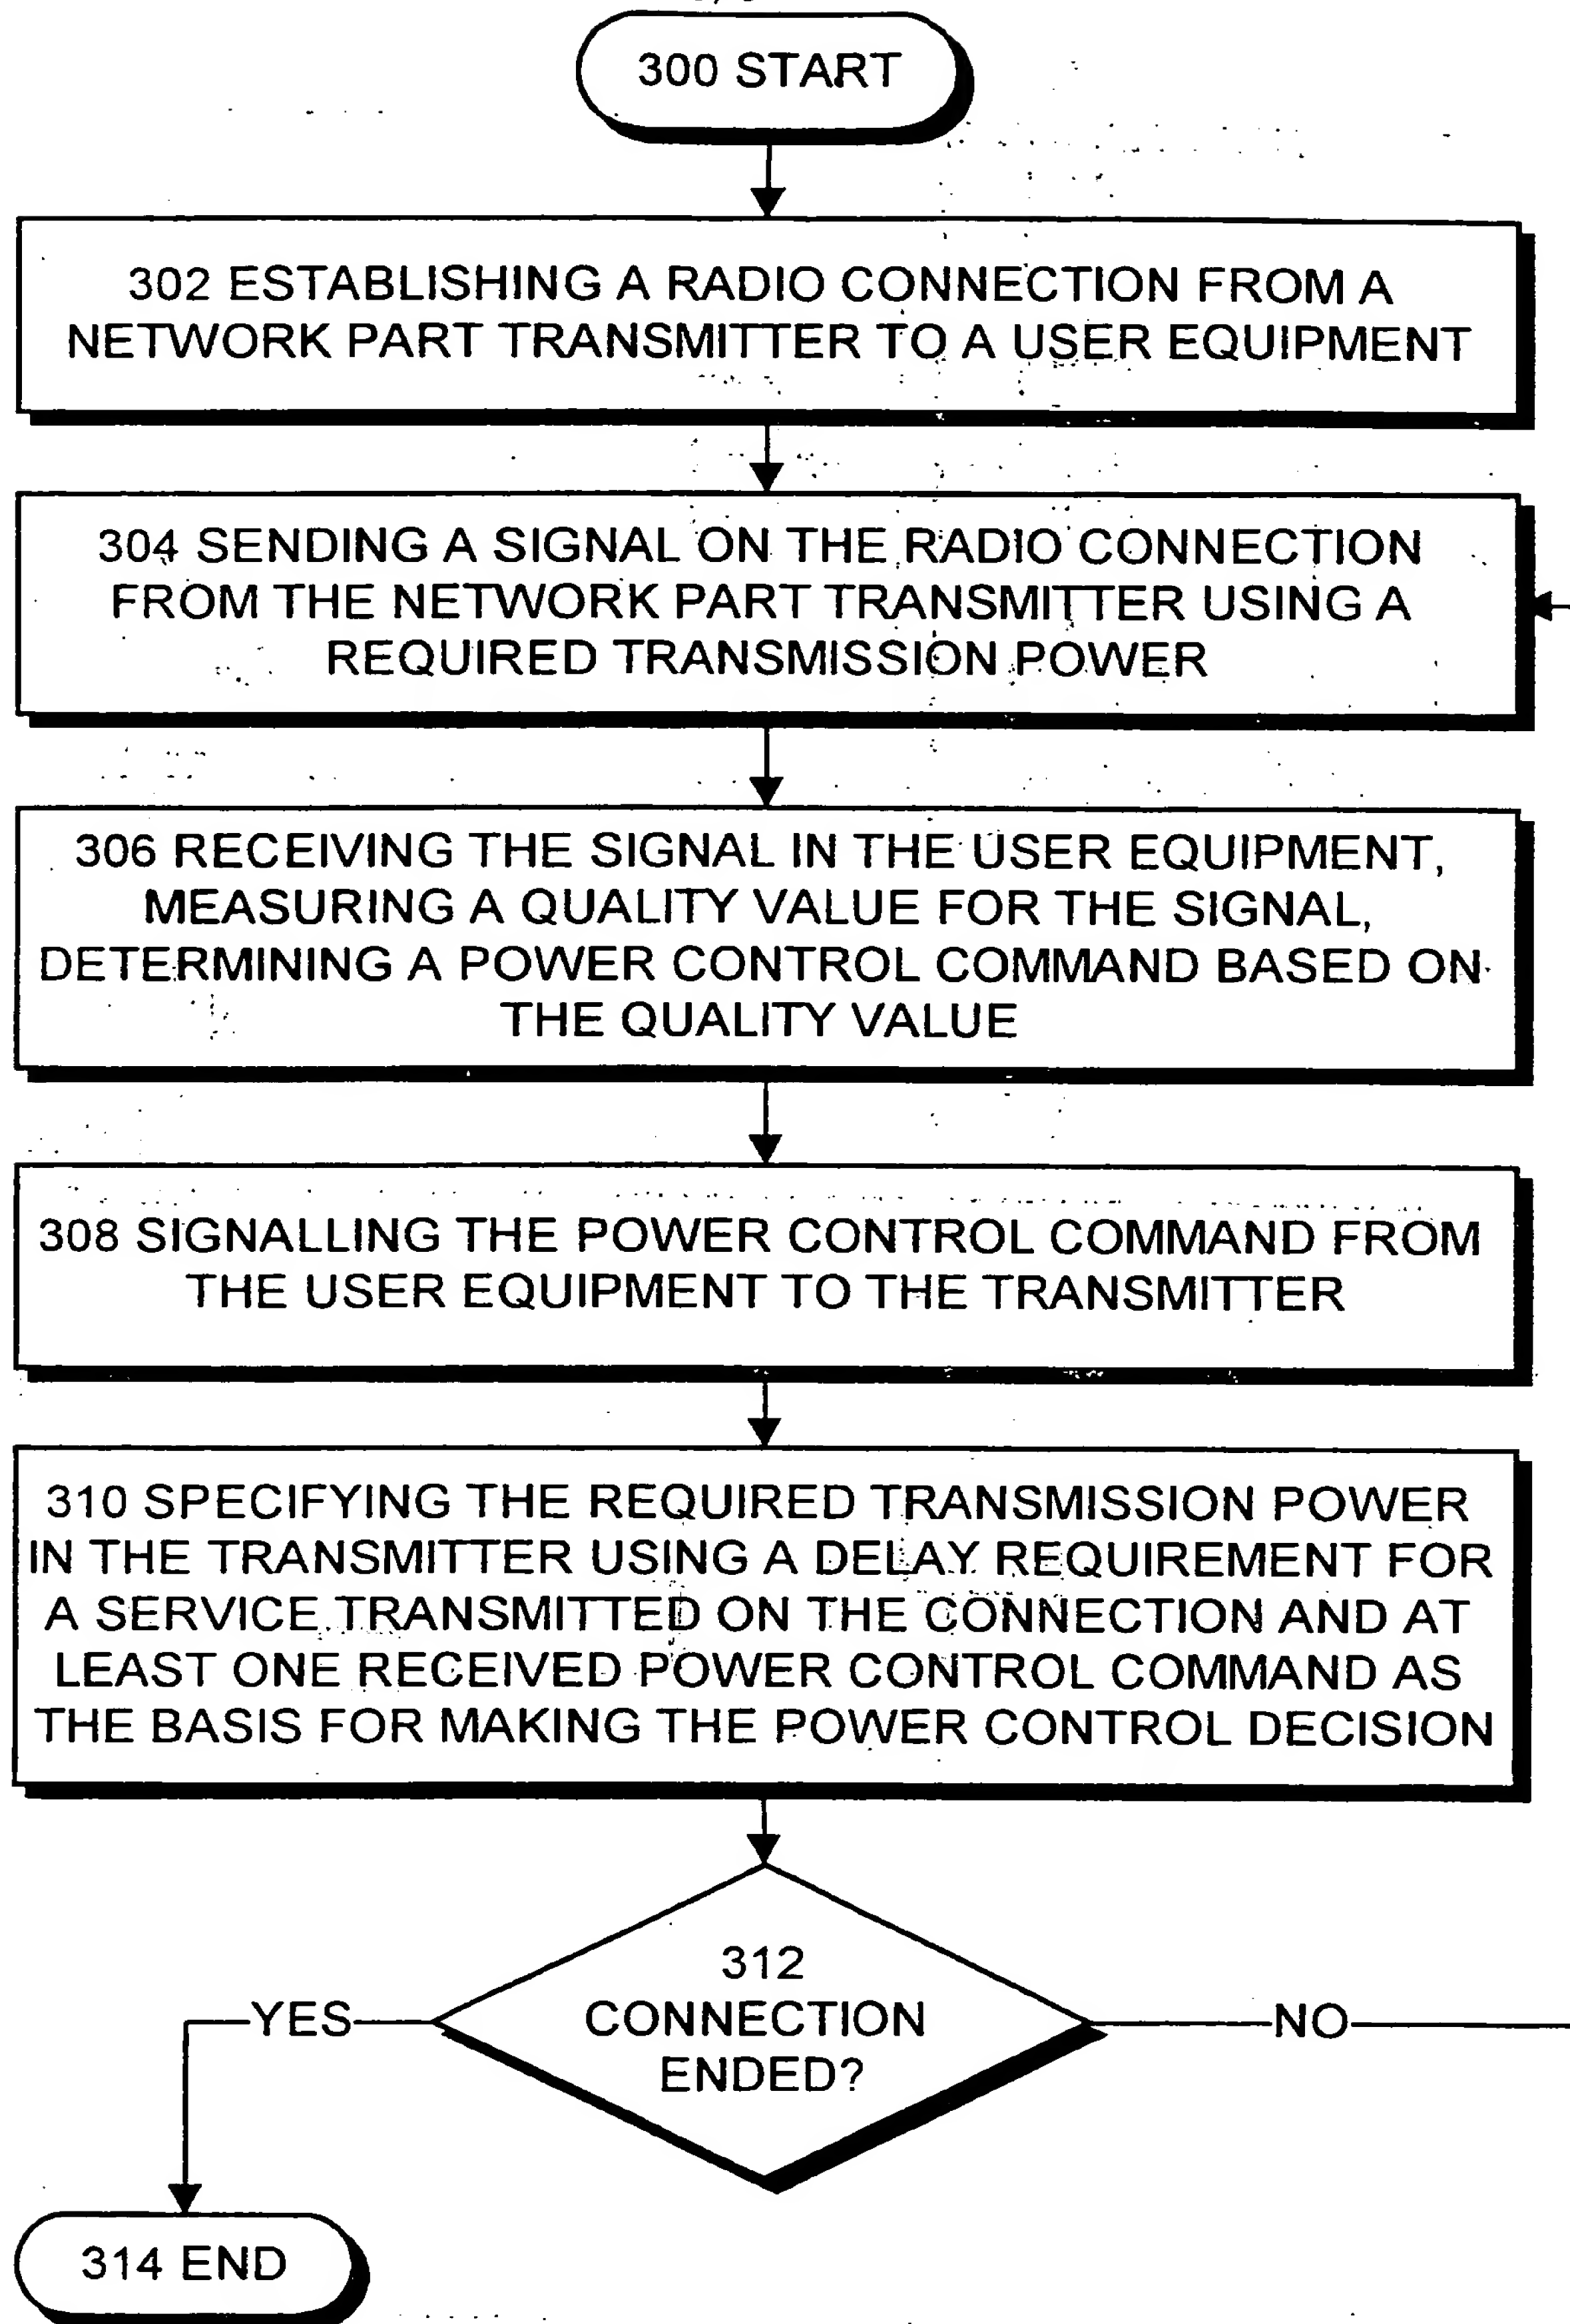 300 START
302 ESTABLISHING A RADIO CONNECTION FROM A
NETWORK PART TRANSMITTER TO A USER EQUIPMENT
304 SENDING A SIGNAL ON THE RADIO CONNECTION
FROM THE NETWORK PART TRANSMITTER USING A
REQUIRED TRANSMISSION POWER
306 RECEIVING THE SIGNAL IN THE USER EQUIPMENT,
MEASURING A QUALITY VALUE FOR THE SIGNAL,
DETERMINING A POWER CONTROL COMMAND BASED ON
THE QUALITY VALUE
308 SIGNALLING THE POWER CONTROL COMMAND FROM
THE USER EQUIPMENT TO THE TRANSMITTER
310 SPECIFYING THE REQUIRED TRANSMISSION POWER
IN THE TRANSMITTER USING A DELAY REQUIREMENT FOR
A SERVICE TRANSMITTED ON THE CONNECTION AND AT
LEAST ONE RECEIVED POWER CONTROL COMMAND AS
THE BASIS FOR MAKING THE POWER CONTROL DECISION
312
CONNECTION
ENDED?
YES
NO
314 END